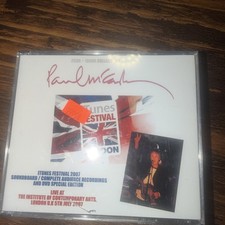 Paul McCartney
iTunes
FESTIVAL
LONDON
ITUNES FESTIVAL 2007
SOUNDBOARD / COMPLETE AUDIENCE RECORDINGS
AND DVD SPECIAL EDITION
LIVE AT
THE INSTITUTE OF CONTEMPORARY ARTS,
LONDON U.K 5TH JULY 2007